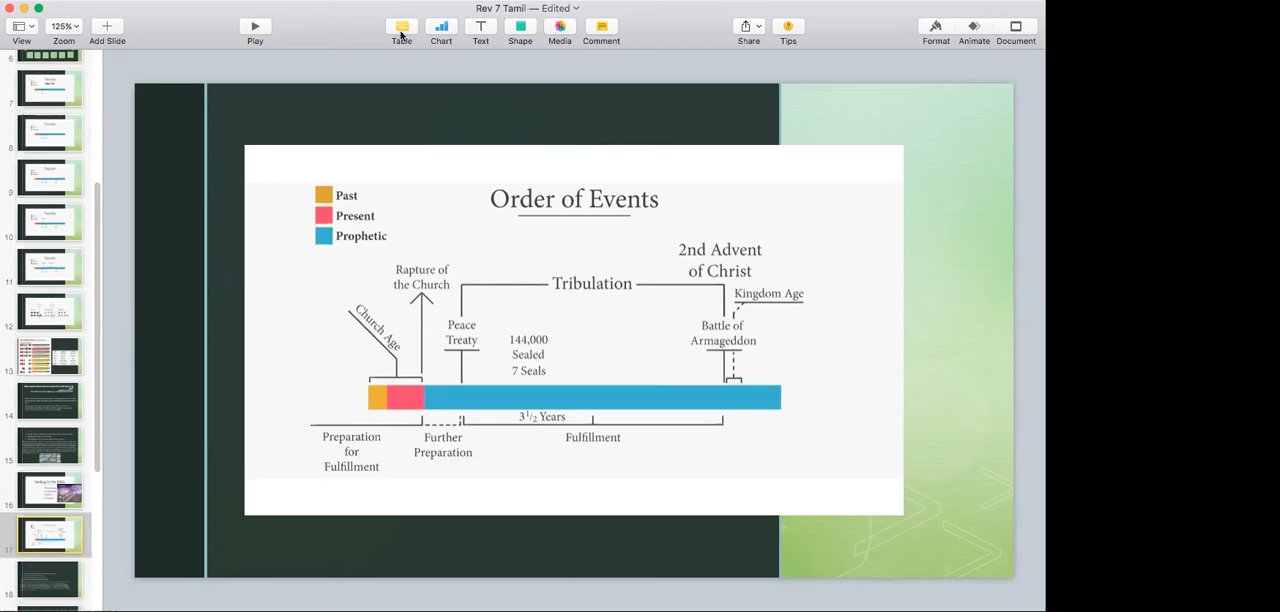 Rev 7 Tamil — Edited
125%
View
Zoom
Add Slide
Play
Table
Chart
Text
Shape
Media
Comment
Share
Tips
Format
Animate
Document
6
7
8
9
10
11
12
13
14
15
16
17
18
Past
Present
Prophetic
Order of Events
2nd Advent
of Christ
Rapture of
the Church
Tribulation
Kingdom Age
Church Age
Peace
Treaty
144,000
Sealed
7 Seals
Battle of
Armageddon
3 1/2 Years
Preparation
for
Fulfillment
Further
Preparation
Fulfillment